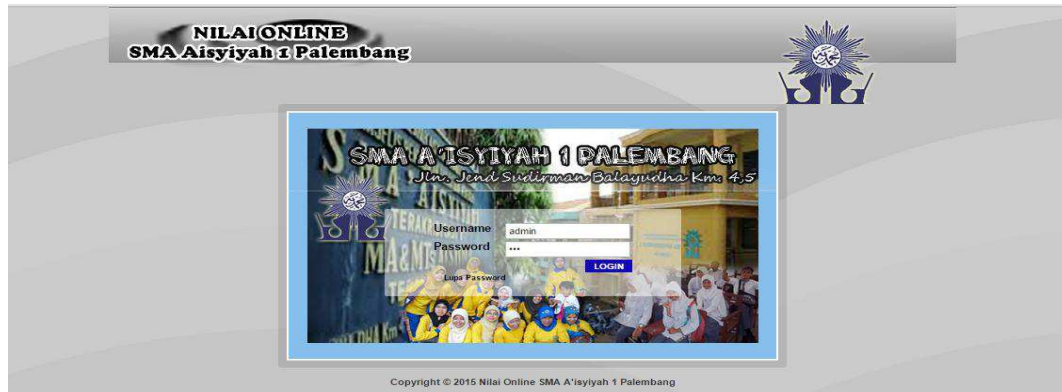 NILAI ONLINE
SMA Aisyiyah 1 Palembang
SMA A'ISYIYAH 1 PALEMBANG
Jln. Jend Sudirman Balayudha Km. 4,5
Username admin
Password •••
LOGIN
Lupa Password
Copyright © 2015 Nilai Online SMA A'isyiyah 1 Palembang